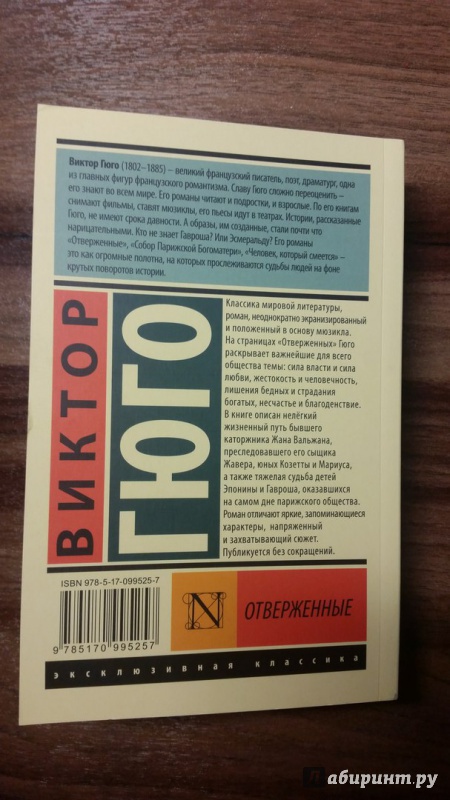 Виктор Гюго (1802–1885) – великий французский писатель, поэт, драматург, одна
из главных фигур французского романтизма. Славу Гюго сложно переоценить –
его знают во всем мире. Его романы читают и подростки, и взрослые. По его книгам
снимают фильмы, ставят мюзиклы, его пьесы идут в театрах. Истории, рассказанные
Гюго, не имеют срока давности. А образы, им созданные, стали почти что
нарицательными. Кто не знает Гавроша? Или Эсмеральду? Его романы
«Отверженные», «Собор Парижской Богоматери», «Человек, который смеется» –
это как огромные полотна, на которых прослеживаются судьбы людей на фоне
крутых поворотов истории.
ВИКТОР
ГЮГО
Классика мировой литературы,
роман, неоднократно экранизированный
и положенный в основу мюзикла.
На страницах «Отверженных» Гюго
раскрывает важнейшие для всего
общества темы: сила власти и сила
любви, жестокость и человечность,
лишения бедных и страдания
богатых, несчастье и благоденствие.
В книге описан нелёгкий
жизненный путь бывшего
каторжника Жана Вальжана,
преследовавшего его сыщика
Жавера, юных Козетты и Мариуса,
а также тяжелая судьба детей
Эпонины и Гавроша, оказавшихся
на самом дне парижского общества.
Роман отличают яркие, запоминающиеся
характеры, напряженный
и захватывающий сюжет.
Публикуется без сокращений.
ISBN 978-5-17-099525-7
9 785170 995257
N
ОТВЕРЖЕННЫЕ
эксклюзивная классика
Лабиринт.ру